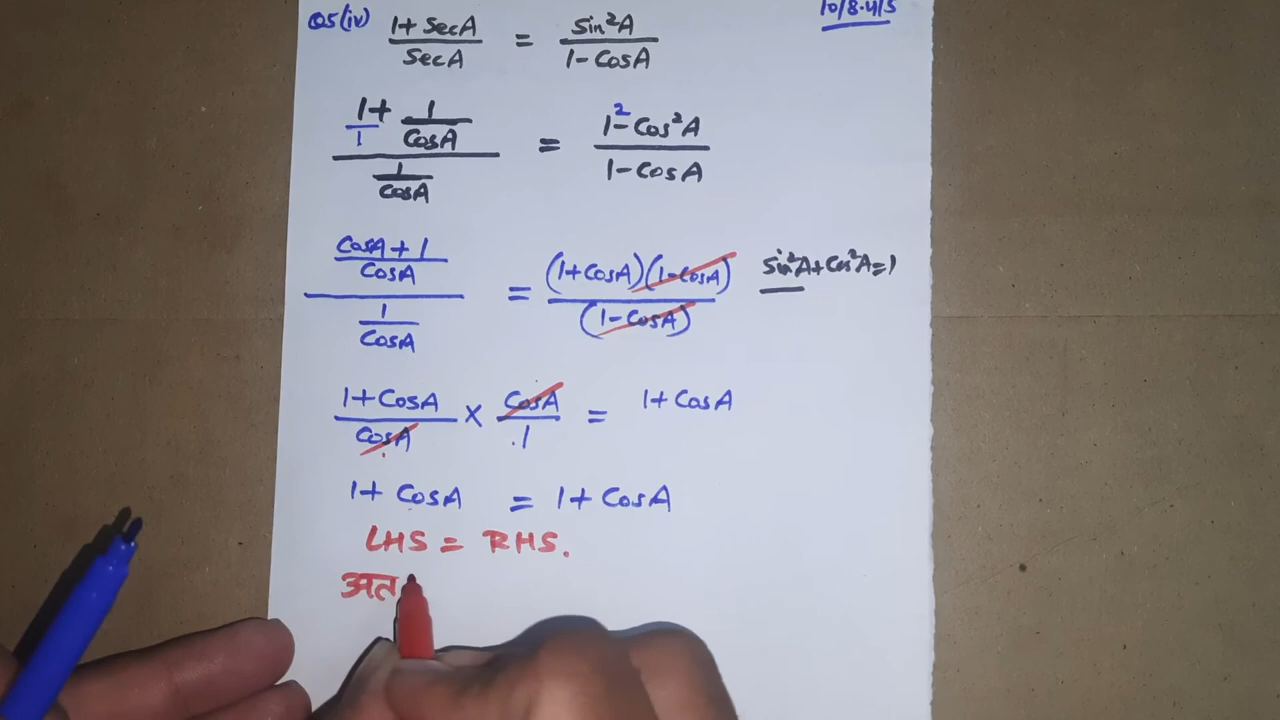 Q5(iv) (1+SecA)/SecA = Sin²A/(1-CosA) 10/8.4/5
(1/1 + 1/CosA)/(1/CosA) = (1²-Cos²A)/(1-CosA)
((CosA+1)/CosA)/(1/CosA) = (1+CosA)(1-CosA)/(1-CosA) Sin²A+Cos²A=1
(1+CosA)/CosA × CosA/1 = 1+CosA
1+CosA = 1+CosA
LHS = RHS.
अत